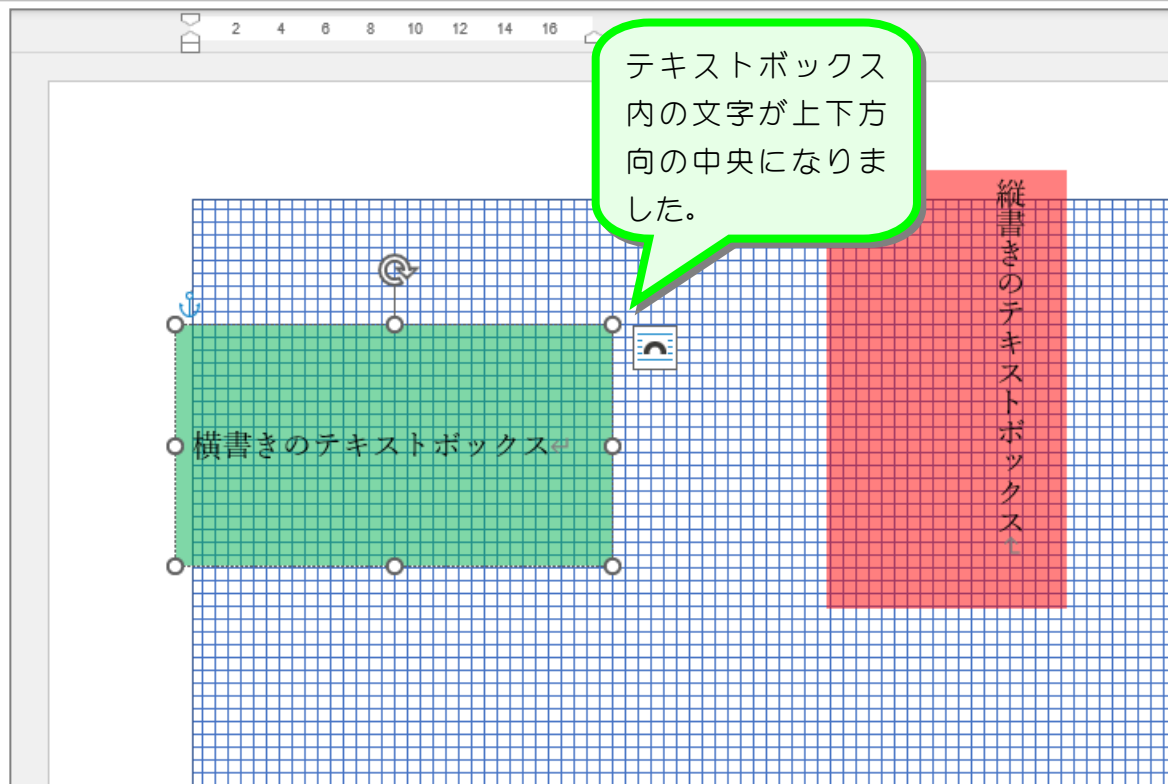 2 4 6 8 10 12 14 16
テキストボックス
内の文字が上下方
向の中央になりま
した。
縦書きのテキストボックス
横書きのテキストボックス